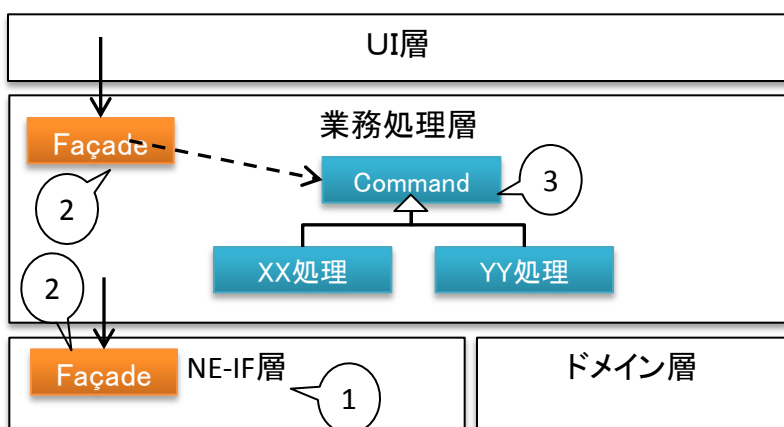 UI層
業務処理層
Façade
Command
3
2
XX処理
YY処理
2
Façade
NE-IF層
1
ドメイン層